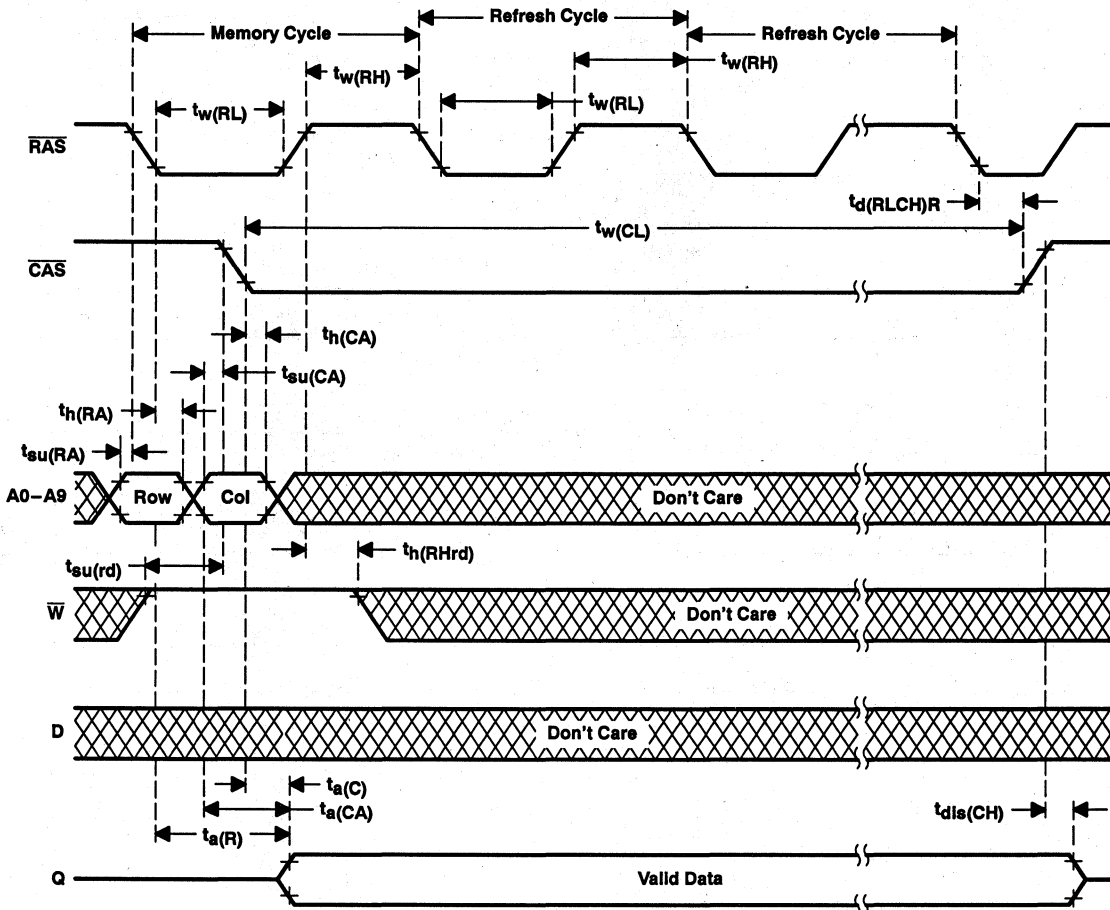 Refresh Cycle
Memory Cycle
Refresh Cycle
tw(RH)
tw(RH)
tw(RL)
tw(RL)
R̅A̅S̅
td(RLCH)R
tw(CL)
C̅A̅S̅
th(CA)
tsu(CA)
th(RA)
tsu(RA)
A0–A9
Row
Col
Don't Care
th(RHrd)
tsu(rd)
W̅
Don't Care
D
Don't Care
ta(C)
ta(CA)
tdis(CH)
ta(R)
Q
Valid Data